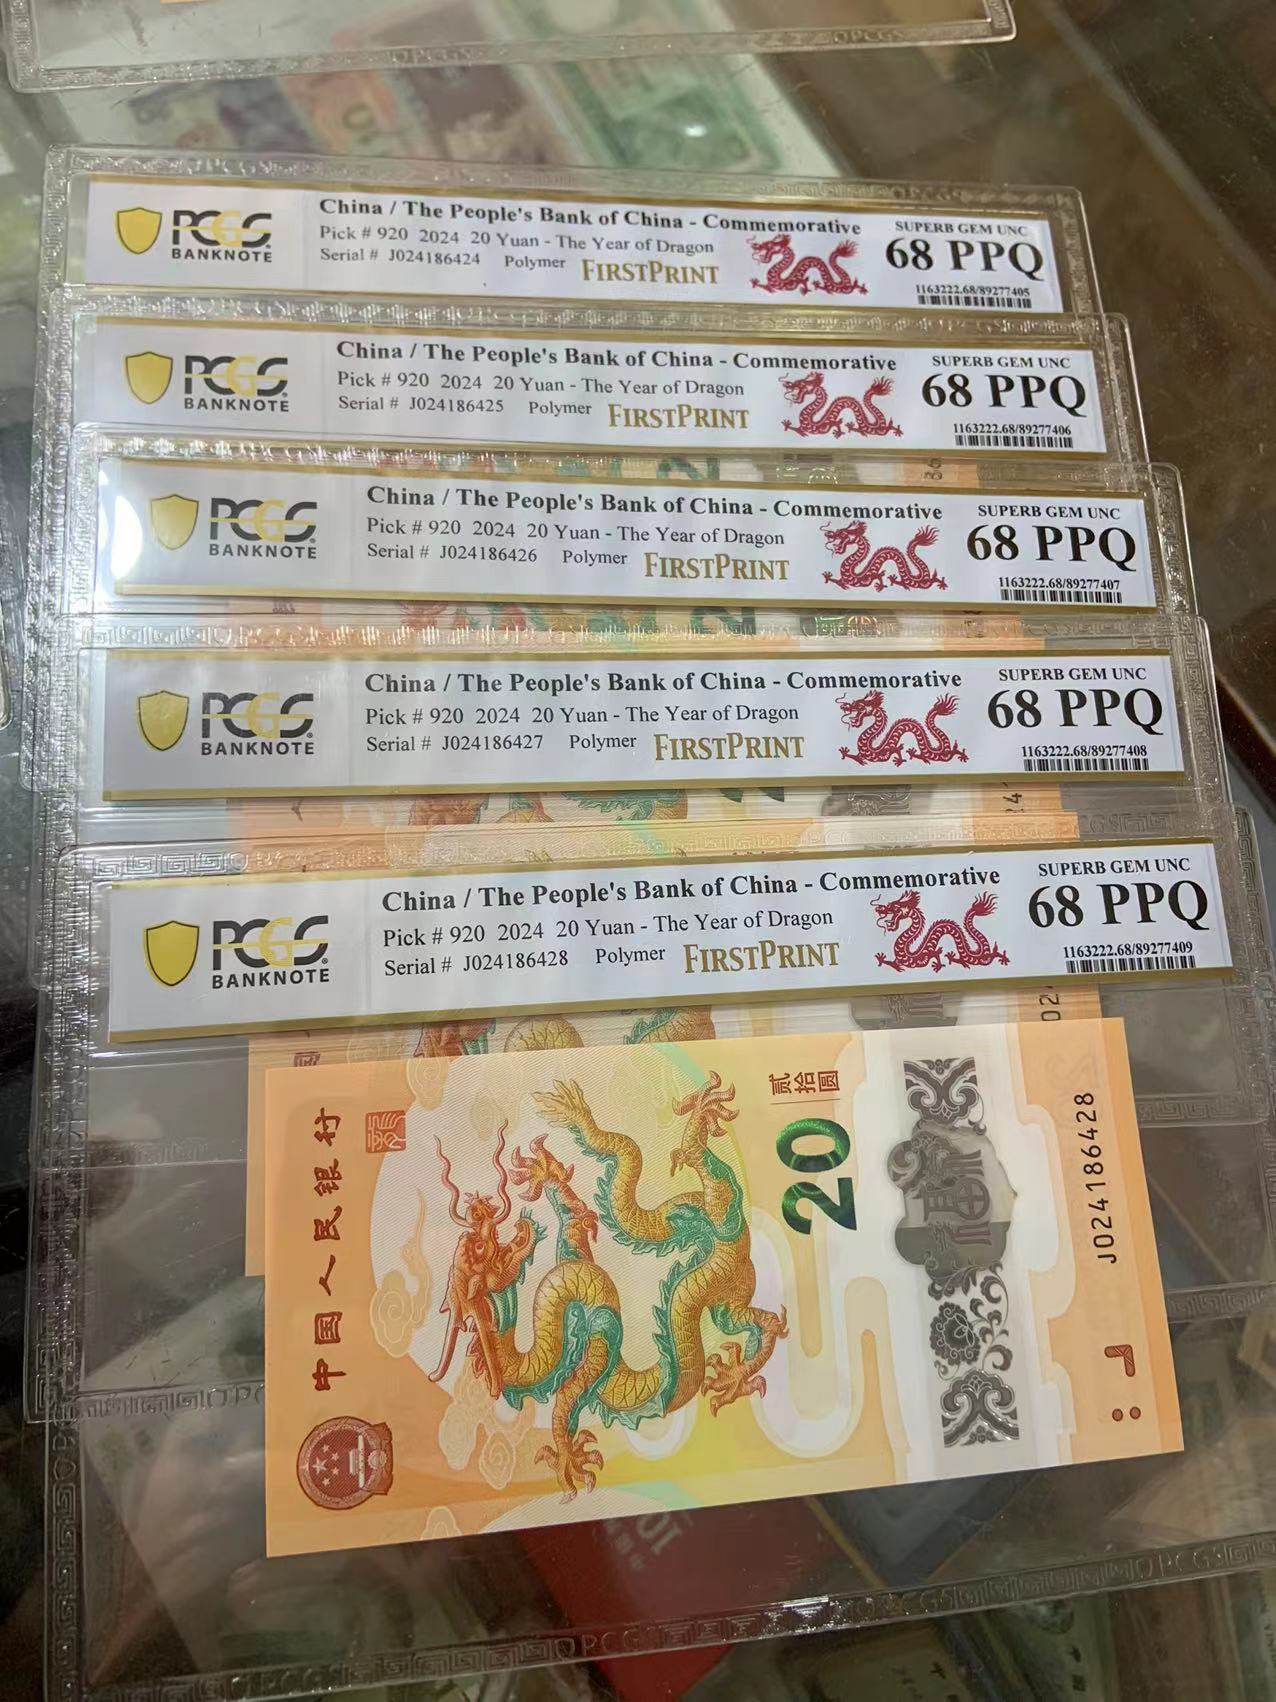 PCGS
BANKNOTE
China / The People's Bank of China - Commemorative
Pick # 920 2024 20 Yuan - The Year of Dragon
Serial # J024186424 Polymer FIRSTPRINT
SUPERB GEM UNC
68 PPQ
1163222.68/89277405
PCGS
BANKNOTE
China / The People's Bank of China - Commemorative
Pick # 920 2024 20 Yuan - The Year of Dragon
Serial # J024186425 Polymer FIRSTPRINT
SUPERB GEM UNC
68 PPQ
1163222.68/89277406
PCGS
BANKNOTE
China / The People's Bank of China - Commemorative
Pick # 920 2024 20 Yuan - The Year of Dragon
Serial # J024186426 Polymer FIRSTPRINT
SUPERB GEM UNC
68 PPQ
1163222.68/89277407
PCGS
BANKNOTE
China / The People's Bank of China - Commemorative
Pick # 920 2024 20 Yuan - The Year of Dragon
Serial # J024186427 Polymer FIRSTPRINT
SUPERB GEM UNC
68 PPQ
1163222.68/89277408
PCGS
BANKNOTE
China / The People's Bank of China - Commemorative
Pick # 920 2024 20 Yuan - The Year of Dragon
Serial # J024186428 Polymer FIRSTPRINT
SUPERB GEM UNC
68 PPQ
1163222.68/89277409
中国人民银行
贰拾圆
20
福
J024186428
PCGS